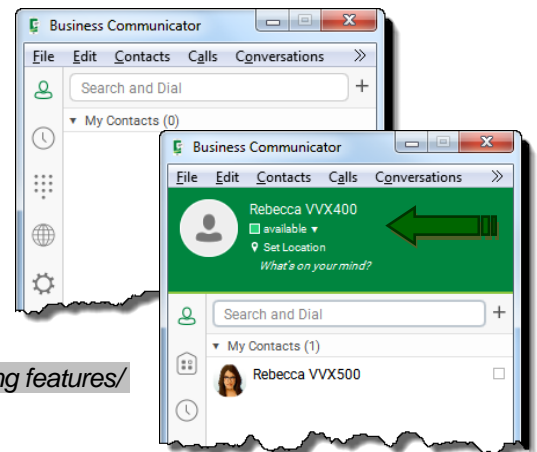 Business Communicator
File Edit Contacts Calls Conversations »
Search and Dial +
My Contacts (0)
Business Communicator
File Edit Contacts Calls Conversations »
Rebecca VVX400
available
Set Location
What's on your mind?
Search and Dial +
My Contacts (1)
Rebecca VVX500
ng features/